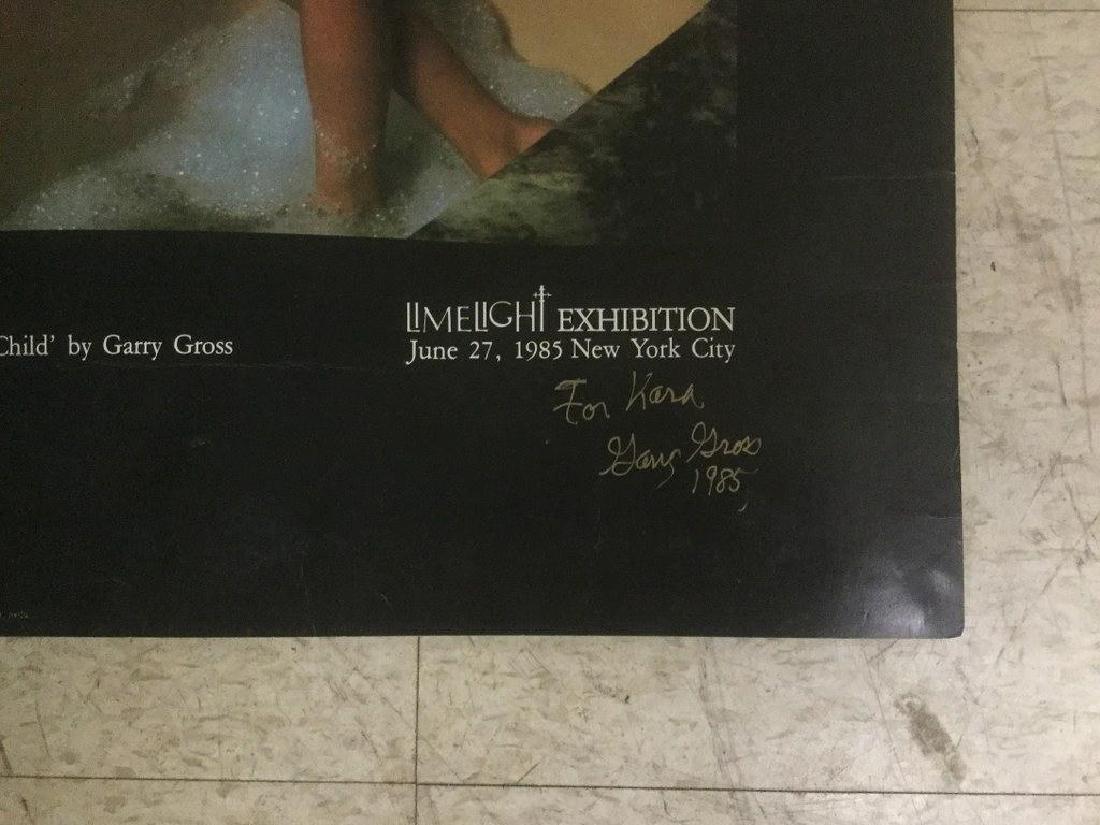 Child' by Garry Gross
LIMELIGHT EXHIBITION
June 27, 1985 New York City
For Kara
Garry Gross
1985